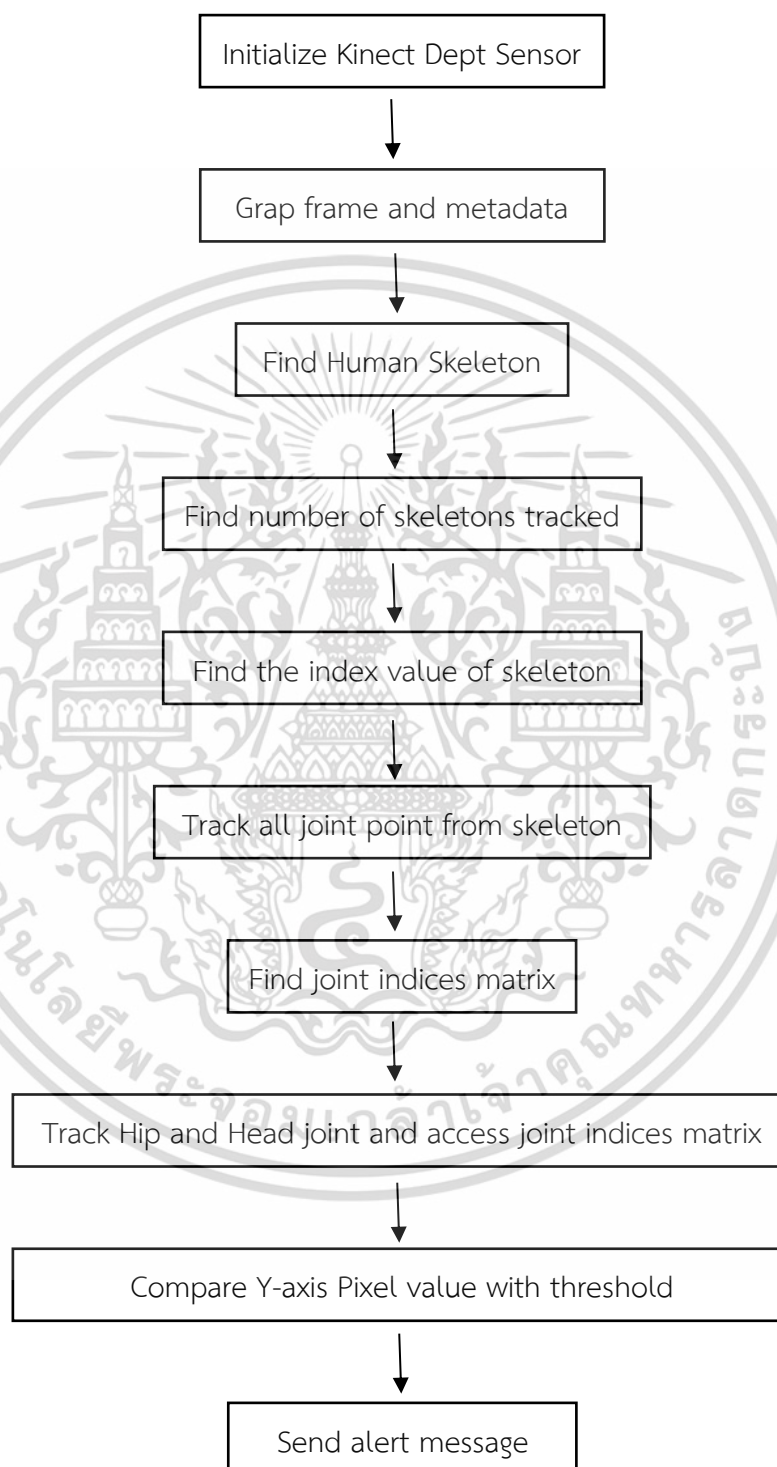 Initialize Kinect Dept Sensor
Grap frame and metadata
Find Human Skeleton
Find number of skeletons tracked
Find the index value of skeleton
Track all joint point from skeleton
Find joint indices matrix
Track Hip and Head joint and access joint indices matrix
Compare Y-axis Pixel value with threshold
Send alert message